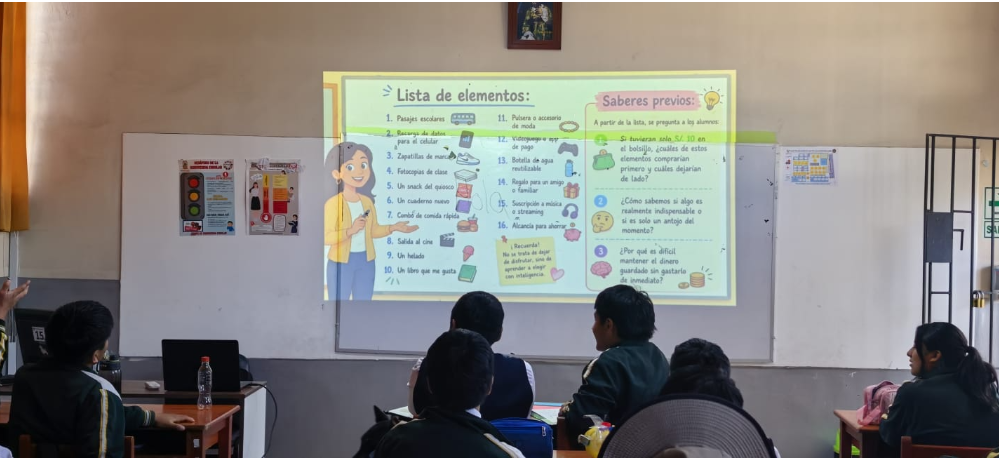 Lista de elementos:
1. Pasajes escolares
2. Recarga de datos
para el celular
3. Zapatillas de marca
4. Fotocopias de clase
5. Un snack del quiosco
6. Un cuaderno nuevo
7. Combo de comida rápida
8. Salida al cine
9. Un helado
10. Un libro que me gusta
11. Pulsera o accesorio
de moda
12. Videojuego o app
de pago
13. Botella de agua
reutilizable
14. Regalo para un amigo
o familiar
15. Suscripción a música
o streaming
16. Alcancía para ahorrar
¡Recuerda!
No se trata de dejar
de disfrutar, sino de
aprender a elegir
con inteligencia.
Saberes previos:
A partir de la lista, se pregunta a los alumnos:
1
Si tuvieran solo S/. 10 en
el bolsillo, ¿cuáles de estos
elementos comprarían
primero y cuáles dejarían
de lado?
2
¿Cómo sabemos si algo es
realmente indispensable o
si es solo un antojo del
momento?
3
¿Por qué es difícil
mantener el dinero
guardado sin gastarlo
de inmediato?
15